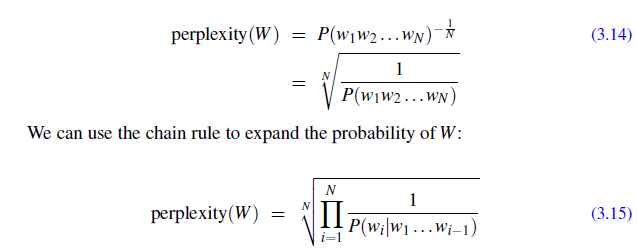 perplexity(W) = P(w₁w₂…w_N)^(−1/N) (3.14)
= ᴺ√(1 / P(w₁w₂…w_N))
We can use the chain rule to expand the probability of W:
perplexity(W) = ᴺ√(∏_{i=1}^{N} 1 / P(w_i|w₁…w_{i−1})) (3.15)